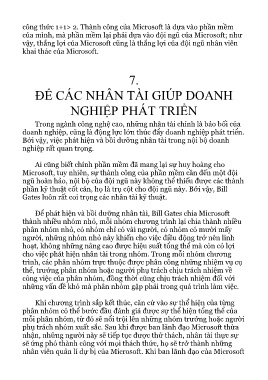 công thức 1+1> 2. Thành công của Microsoft là dựa vào phần mềm
của mình, mà phần mềm lại phải dựa vào đội ngũ của Microsoft; như
vậy, thắng lợi của Microsoft cũng là thắng lợi của đội ngũ nhân viên
khai thác của Microsoft.
7.
ĐỂ CÁC NHÂN TÀI GIÚP DOANH
NGHIỆP PHÁT TRIỂN
Trong ngành công nghệ cao, những nhân tài chính là báo bối của
doanh nghiệp, cũng là động lực lớn thúc đẩy doanh nghiệp phát triển.
Bởi vậy, việc phát hiện và bồi dưỡng nhân tài trong nội bộ doanh
nghiệp rất quan trọng.
Ai cũng biết chính phần mềm đã mang lại sự huy hoàng cho
Microsoft, tuy nhiên, sự thành công của phần mềm cần đến một đội
ngũ hoàn hảo, nội bộ của đội ngũ này không thể thiếu được các thành
phần kỹ thuật cốt cán, họ là trụ cột cho đội ngũ này. Bởi vậy, Bill
Gates luôn rất coi trọng các nhân tài kỹ thuật.
Để phát hiện và bồi dưỡng nhân tài, Bill Gates chia Microsoft
thành nhiều nhóm nhỏ, mỗi nhóm chương trình lại chia thành nhiều
phân nhóm nhỏ, có nhóm chỉ có vài người, có nhóm có mười mấy
người, những nhóm nhỏ này khiến cho việc điều động trở nên linh
hoạt, không những nâng cao được hiệu suất tổng thể mà còn có lợi
cho việc phát hiện nhân tài trong nhóm. Trong mỗi nhóm chương
trình, các phân nhóm trực thuộc được phân công những nhiệm vụ cụ
thể, trưởng phân nhóm hoặc người phụ trách chịu trách nhiệm về
công việc của phân nhóm, đồng thời cũng chịu trách nhiệm đối với
những vấn đề khó mà phân nhóm gặp phải trong quá trình làm việc.
Khi chương trình sắp kết thúc, căn cứ vào sự thể hiện của từng
phân nhóm có thể bước đầu đánh giá được sự thể hiện tổng thể của
mỗi phân nhóm, từ đó sẽ nổi trội lên những nhóm trưởng hoặc người
phụ trách nhóm xuất sắc. Sau khi được ban lãnh đạo Microsoft thừa
nhận, những người này sẽ tiếp tục được thử thách, nhân tài thực sự
sẽ ứng phó thành công với mọi thách thức, họ sẽ trở thành những
nhân viên quản lí dự bị của Microsoft. Khi ban lãnh đạo của Microsoft